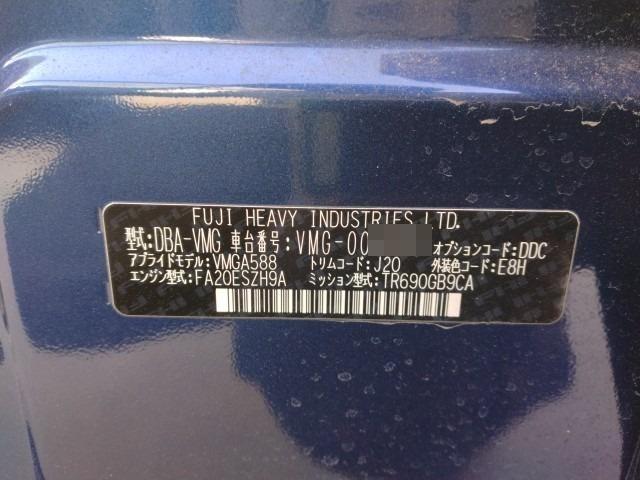 FUJI HEAVY INDUSTRIES LTD.
型式:DBA-VMG 車台番号:VMG-00 オプションコード:DDC
アプライドモデル:VMGA588 トリムコード:J20 外装色コード:E8H
エンジン型式:FA20ESZH9A ミッション型式:TR690GB9CA